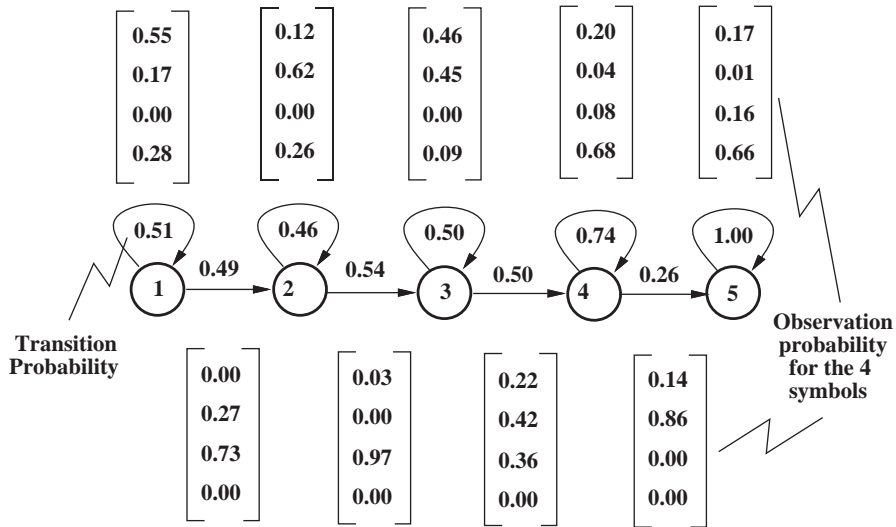 0.55 0.12 0.46 0.20 0.17
0.17 0.62 0.45 0.04 0.01
0.00 0.00 0.00 0.08 0.16
0.28 0.26 0.09 0.68 0.66
0.51 0.46 0.50 0.74 1.00
0.49 0.54 0.50 0.26
1 2 3 4 5
Transition
Probability
Observation
probability
for the 4
symbols
0.00 0.03 0.22 0.14
0.27 0.00 0.42 0.86
0.73 0.97 0.36 0.00
0.00 0.00 0.00 0.00